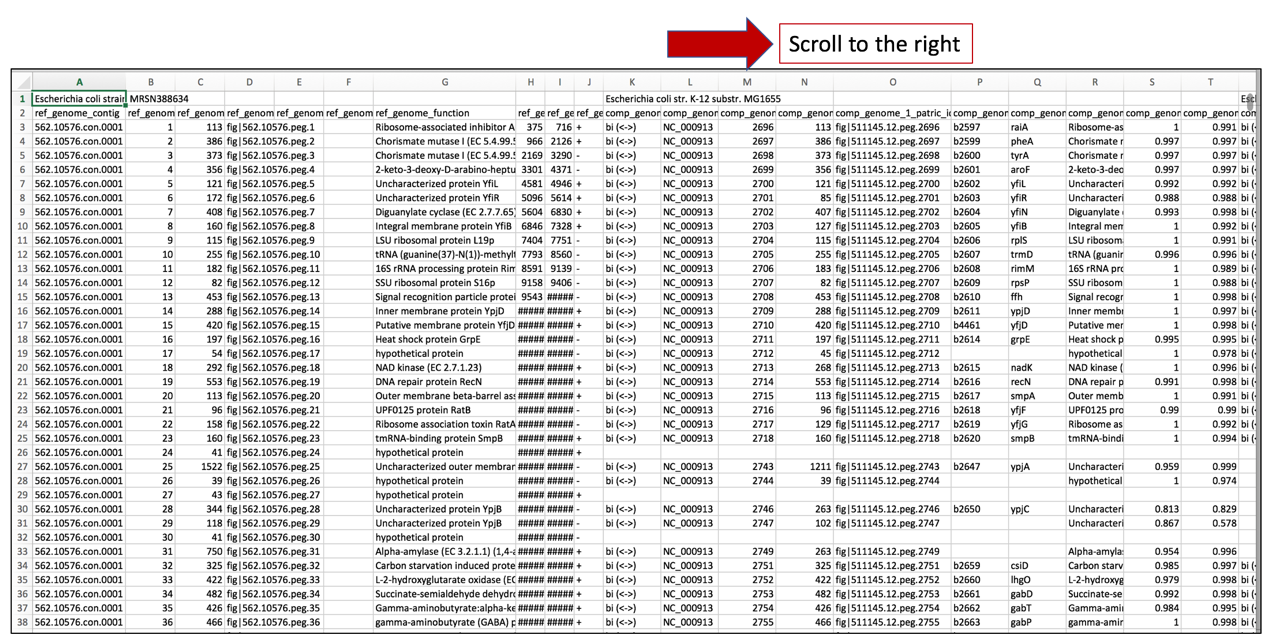 Scroll to the right
A B C D E F G H I J K L M N O P Q R S T
1 Escherichia coli strain MRSN388634 Escherichia coli str. K-12 substr. MG1655 Escl
2 ref_genome_contig ref_genom ref_genom ref_genom ref_genom ref_genom ref_genome_function ref_ge ref_ge ref_ge comp_genor comp_genor comp_genor comp_genor comp_genome_1_patric_ic comp_genor comp_genor comp_genor comp_genor comp_genor com
3 562.10576.con.0001 1 113 fig|562.10576.peg.1 Ribosome-associated inhibitor A 375 716 + bi (<->) NC_000913 2696 113 fig|511145.12.peg.2696 b2597 raiA Ribosome-as 1 0.991 bi (
4 562.10576.con.0001 2 386 fig|562.10576.peg.2 Chorismate mutase I (EC 5.4.99.5 966 2126 + bi (<->) NC_000913 2697 386 fig|511145.12.peg.2697 b2599 pheA Chorismate r 0.997 0.997 bi (
5 562.10576.con.0001 3 373 fig|562.10576.peg.3 Chorismate mutase I (EC 5.4.99.5 2169 3290 - bi (<->) NC_000913 2698 373 fig|511145.12.peg.2698 b2600 tyrA Chorismate r 1 0.997 bi (
6 562.10576.con.0001 4 356 fig|562.10576.peg.4 2-keto-3-deoxy-D-arabino-heptu 3301 4371 - bi (<->) NC_000913 2699 356 fig|511145.12.peg.2699 b2601 aroF 2-keto-3-deo 0.997 0.997 bi (
7 562.10576.con.0001 5 121 fig|562.10576.peg.5 Uncharacterized protein YfiL 4581 4946 + bi (<->) NC_000913 2700 121 fig|511145.12.peg.2700 b2602 yfiL Uncharacteri 0.992 0.992 bi (
8 562.10576.con.0001 6 172 fig|562.10576.peg.6 Uncharacterized protein YfiR 5096 5614 + bi (<->) NC_000913 2701 85 fig|511145.12.peg.2701 b2603 yfiR Uncharacteri 0.988 0.988 bi (
9 562.10576.con.0001 7 408 fig|562.10576.peg.7 Diguanylate cyclase (EC 2.7.7.65) 5604 6830 + bi (<->) NC_000913 2702 407 fig|511145.12.peg.2702 b2604 yfiN Diguanylate 0.993 0.998 bi (
10 562.10576.con.0001 8 160 fig|562.10576.peg.8 Integral membrane protein YfiB 6846 7328 + bi (<->) NC_000913 2703 127 fig|511145.12.peg.2703 b2605 yfiB Integral mem 1 0.992 bi (
11 562.10576.con.0001 9 115 fig|562.10576.peg.9 LSU ribosomal protein L19p 7404 7751 - bi (<->) NC_000913 2704 115 fig|511145.12.peg.2704 b2606 rplS LSU ribosom 1 0.991 bi (
12 562.10576.con.0001 10 255 fig|562.10576.peg.10 tRNA (guanine(37)-N(1))-methylt 7793 8560 - bi (<->) NC_000913 2705 255 fig|511145.12.peg.2705 b2607 trmD tRNA (guanir 0.996 0.996 bi (
13 562.10576.con.0001 11 182 fig|562.10576.peg.11 16S rRNA processing protein Rim 8591 9139 - bi (<->) NC_000913 2706 183 fig|511145.12.peg.2706 b2608 rimM 16S rRNA prc 1 0.989 bi (
14 562.10576.con.0001 12 82 fig|562.10576.peg.12 SSU ribosomal protein S16p 9158 9406 - bi (<->) NC_000913 2707 82 fig|511145.12.peg.2707 b2609 rpsP SSU ribosom 1 0.988 bi (
15 562.10576.con.0001 13 453 fig|562.10576.peg.13 Signal recognition particle protei 9543 ##### - bi (<->) NC_000913 2708 453 fig|511145.12.peg.2708 b2610 ffh Signal recogr 1 0.998 bi (
16 562.10576.con.0001 14 288 fig|562.10576.peg.14 Inner membrane protein YpjD ##### ##### + bi (<->) NC_000913 2709 288 fig|511145.12.peg.2709 b2611 ypjD Inner membr 1 0.997 bi (
17 562.10576.con.0001 15 420 fig|562.10576.peg.15 Putative membrane protein YfjD ##### ##### + bi (<->) NC_000913 2710 420 fig|511145.12.peg.2710 b4461 yfjD Putative mer 1 0.998 bi (
18 562.10576.con.0001 16 197 fig|562.10576.peg.16 Heat shock protein GrpE ##### ##### - bi (<->) NC_000913 2711 197 fig|511145.12.peg.2711 b2614 grpE Heat shock p 0.995 0.995 bi (
19 562.10576.con.0001 17 54 fig|562.10576.peg.17 hypothetical protein ##### ##### - bi (<->) NC_000913 2712 45 fig|511145.12.peg.2712 hypothetical 1 0.978 bi (
20 562.10576.con.0001 18 292 fig|562.10576.peg.18 NAD kinase (EC 2.7.1.23) ##### ##### + bi (<->) NC_000913 2713 268 fig|511145.12.peg.2713 b2615 nadK NAD kinase ( 1 0.996 bi (
21 562.10576.con.0001 19 553 fig|562.10576.peg.19 DNA repair protein RecN ##### ##### + bi (<->) NC_000913 2714 553 fig|511145.12.peg.2714 b2616 recN DNA repair p 0.991 0.998 bi (
22 562.10576.con.0001 20 113 fig|562.10576.peg.20 Outer membrane beta-barrel ass ##### ##### + bi (<->) NC_000913 2715 113 fig|511145.12.peg.2715 b2617 smpA Outer memb 1 0.991 bi (
23 562.10576.con.0001 21 96 fig|562.10576.peg.21 UPF0125 protein RatB ##### ##### - bi (<->) NC_000913 2716 96 fig|511145.12.peg.2716 b2618 yfjF UPF0125 pro 0.99 0.99 bi (
24 562.10576.con.0001 22 158 fig|562.10576.peg.22 Ribosome association toxin RatA ##### ##### - bi (<->) NC_000913 2717 129 fig|511145.12.peg.2717 b2619 yfjG Ribosome as 1 0.992 bi (
25 562.10576.con.0001 23 160 fig|562.10576.peg.23 tmRNA-binding protein SmpB ##### ##### + bi (<->) NC_000913 2718 160 fig|511145.12.peg.2718 b2620 smpB tmRNA-bindi 1 0.994 bi (
26 562.10576.con.0001 24 41 fig|562.10576.peg.24 hypothetical protein ##### ##### +
27 562.10576.con.0001 25 1522 fig|562.10576.peg.25 Uncharacterized outer membran ##### ##### - bi (<->) NC_000913 2743 1211 fig|511145.12.peg.2743 b2647 ypjA Uncharacteri 0.959 0.999
28 562.10576.con.0001 26 39 fig|562.10576.peg.26 hypothetical protein ##### ##### - bi (<->) NC_000913 2744 39 fig|511145.12.peg.2744 hypothetical 1 0.974
29 562.10576.con.0001 27 43 fig|562.10576.peg.27 hypothetical protein ##### ##### +
30 562.10576.con.0001 28 344 fig|562.10576.peg.28 Uncharacterized protein YpjB ##### ##### - bi (<->) NC_000913 2746 263 fig|511145.12.peg.2746 b2650 ypjC Uncharacteri 0.813 0.829
31 562.10576.con.0001 29 118 fig|562.10576.peg.29 Uncharacterized protein YpjB ##### ##### - bi (<->) NC_000913 2747 102 fig|511145.12.peg.2747 Uncharacteri 0.867 0.578
32 562.10576.con.0001 30 41 fig|562.10576.peg.30 hypothetical protein ##### ##### -
33 562.10576.con.0001 31 750 fig|562.10576.peg.31 Alpha-amylase (EC 3.2.1.1) (1,4-a ##### ##### + bi (<->) NC_000913 2749 263 fig|511145.12.peg.2749 Alpha-amyla 0.954 0.996
34 562.10576.con.0001 32 325 fig|562.10576.peg.32 Carbon starvation induced prote ##### ##### + bi (<->) NC_000913 2751 325 fig|511145.12.peg.2751 b2659 csiD Carbon starv 0.985 0.997 bi (
35 562.10576.con.0001 33 422 fig|562.10576.peg.33 L-2-hydroxyglutarate oxidase (EC ##### ##### + bi (<->) NC_000913 2752 422 fig|511145.12.peg.2752 b2660 lhgO L-2-hydroxyg 0.979 0.998 bi (
36 562.10576.con.0001 34 482 fig|562.10576.peg.34 Succinate-semialdehyde dehydro ##### ##### + bi (<->) NC_000913 2753 482 fig|511145.12.peg.2753 b2661 gabD Succinate-se 0.992 0.998 bi (
37 562.10576.con.0001 35 426 fig|562.10576.peg.35 Gamma-aminobutyrate:alpha-ke ##### ##### + bi (<->) NC_000913 2754 426 fig|511145.12.peg.2755 b2662 gabT Gamma-ami 0.984 0.995 bi (
38 562.10576.con.0001 36 466 fig|562.10576.peg.36 gamma-aminobutyrate (GABA) p ##### ##### + bi (<->) NC_000913 2755 466 fig|511145.12.peg.2755 b2663 gabP gamma-amin 1 0.998 bi (